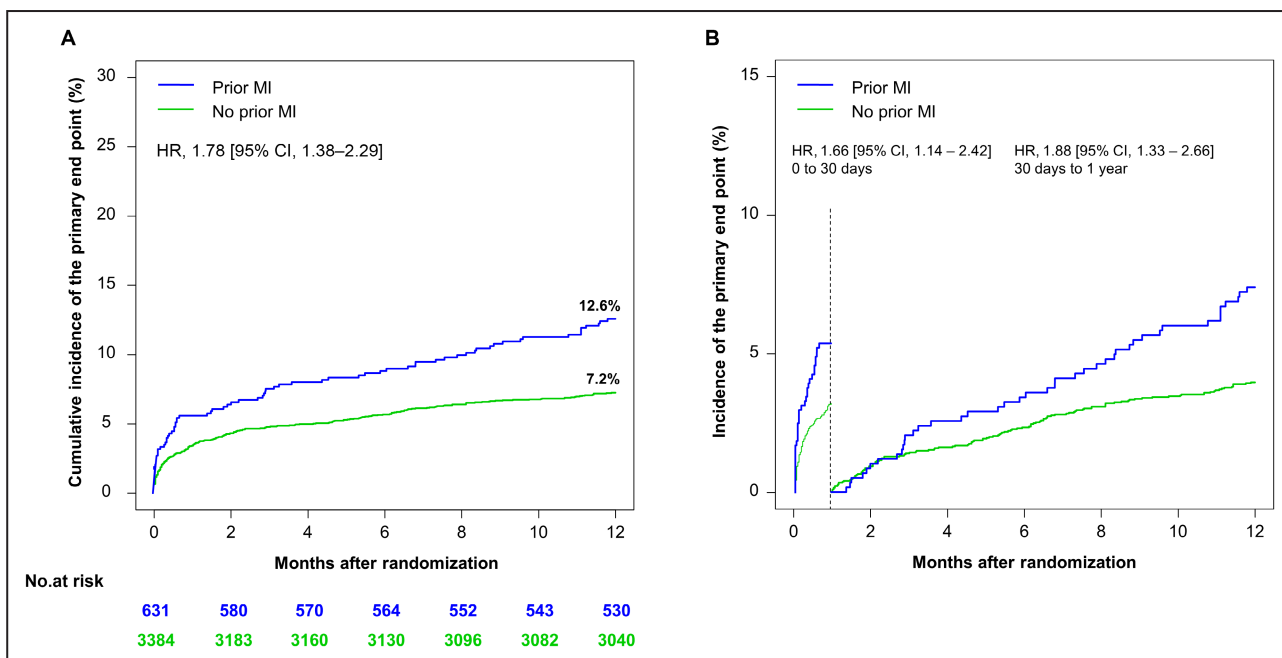 A
Cumulative incidence of the primary end point (%)
30
25
20
15
10
5
0
Prior MI
No prior MI
HR, 1.78 [95% CI, 1.38–2.29]
12.6%
7.2%
0 2 4 6 8 10 12
Months after randomization
No.at risk
631 580 570 564 552 543 530
3384 3183 3160 3130 3096 3082 3040
B
Incidence of the primary end point (%)
15
10
5
0
Prior MI
No prior MI
HR, 1.66 [95% CI, 1.14 – 2.42]
0 to 30 days
HR, 1.88 [95% CI, 1.33 – 2.66]
30 days to 1 year
0 2 4 6 8 10 12
Months after randomization